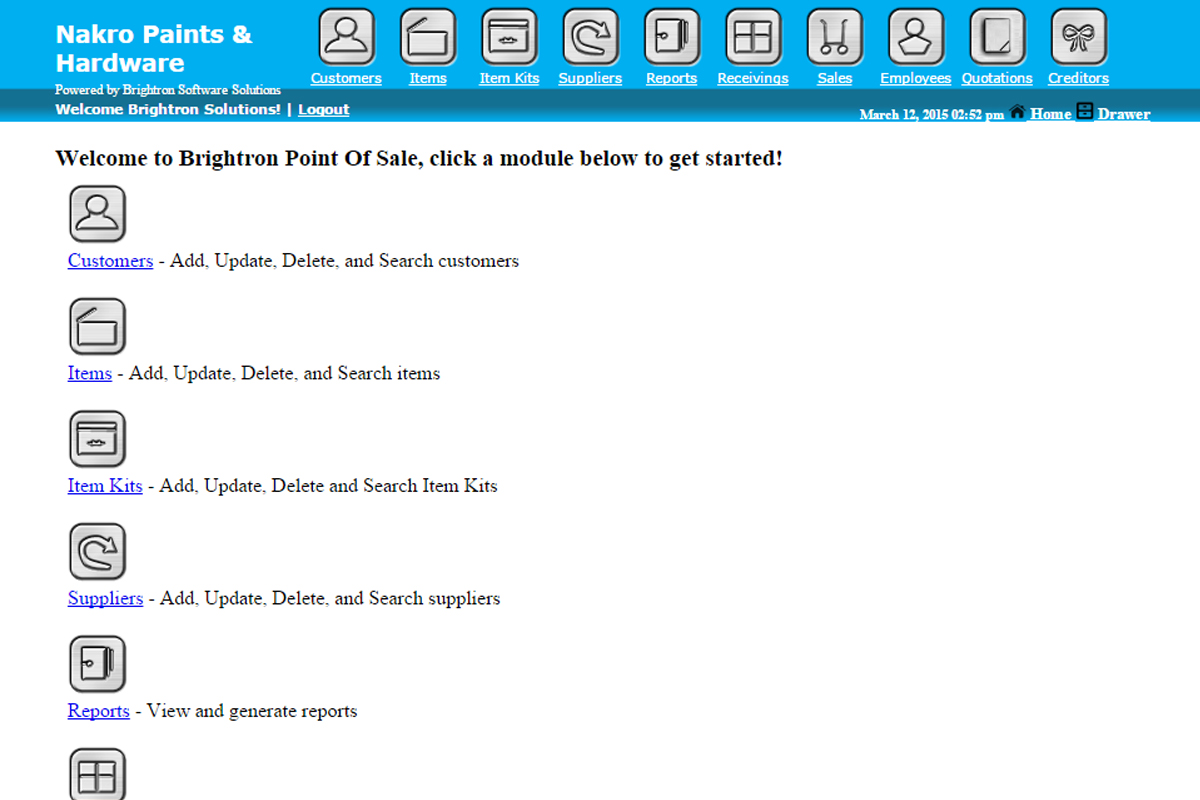 Nakro Paints &
Hardware
Powered by Brightron Software Solutions
Customers Items Item Kits Suppliers Reports Receivings Sales Employees Quotations Creditors
Welcome Brightron Solutions! | Logout
March 12, 2015 02:52 pm Home Drawer
Welcome to Brightron Point Of Sale, click a module below to get started!
Customers - Add, Update, Delete, and Search customers
Items - Add, Update, Delete, and Search items
Item Kits - Add, Update, Delete and Search Item Kits
Suppliers - Add, Update, Delete, and Search suppliers
Reports - View and generate reports